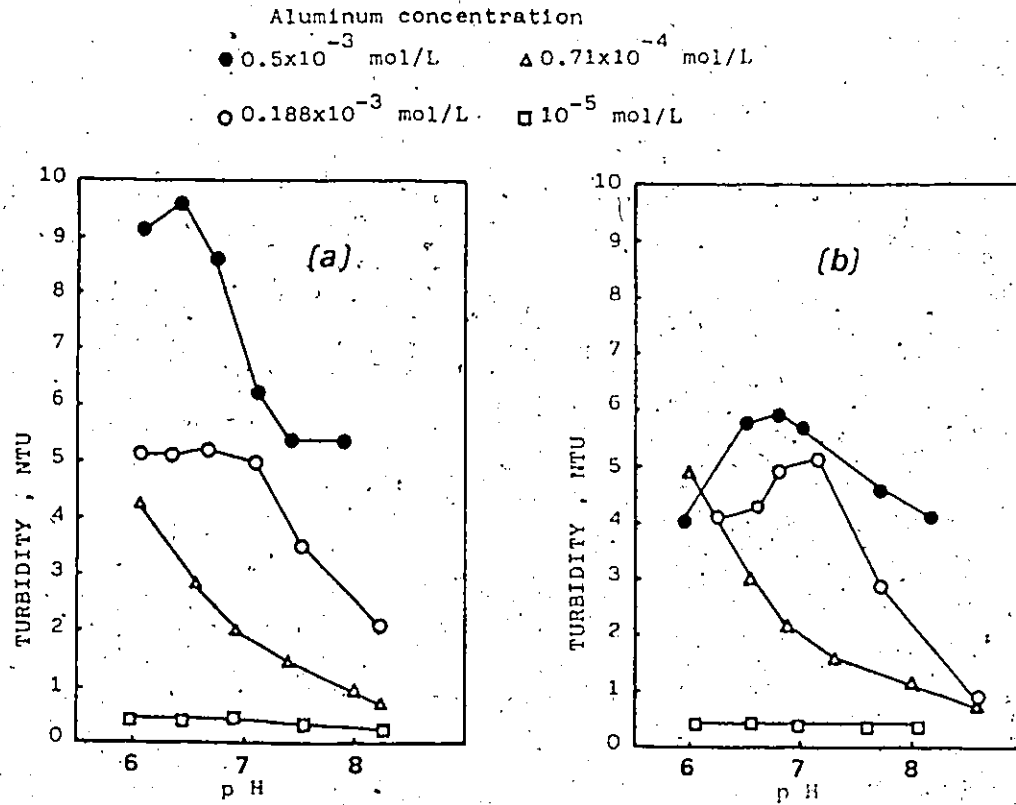 Aluminum concentration
● 0.5x10⁻³ mol/L △ 0.71x10⁻⁴ mol/L
○ 0.188x10⁻³ mol/L □ 10⁻⁵ mol/L
(a)
TURBIDITY , NTU
10
9
8
7
6
5
4
3
2
1
0
6 7 8
p H
(b)
TURBIDITY , NTU
10
9
8
7
6
5
4
3
2
1
0
6 7 8
p H